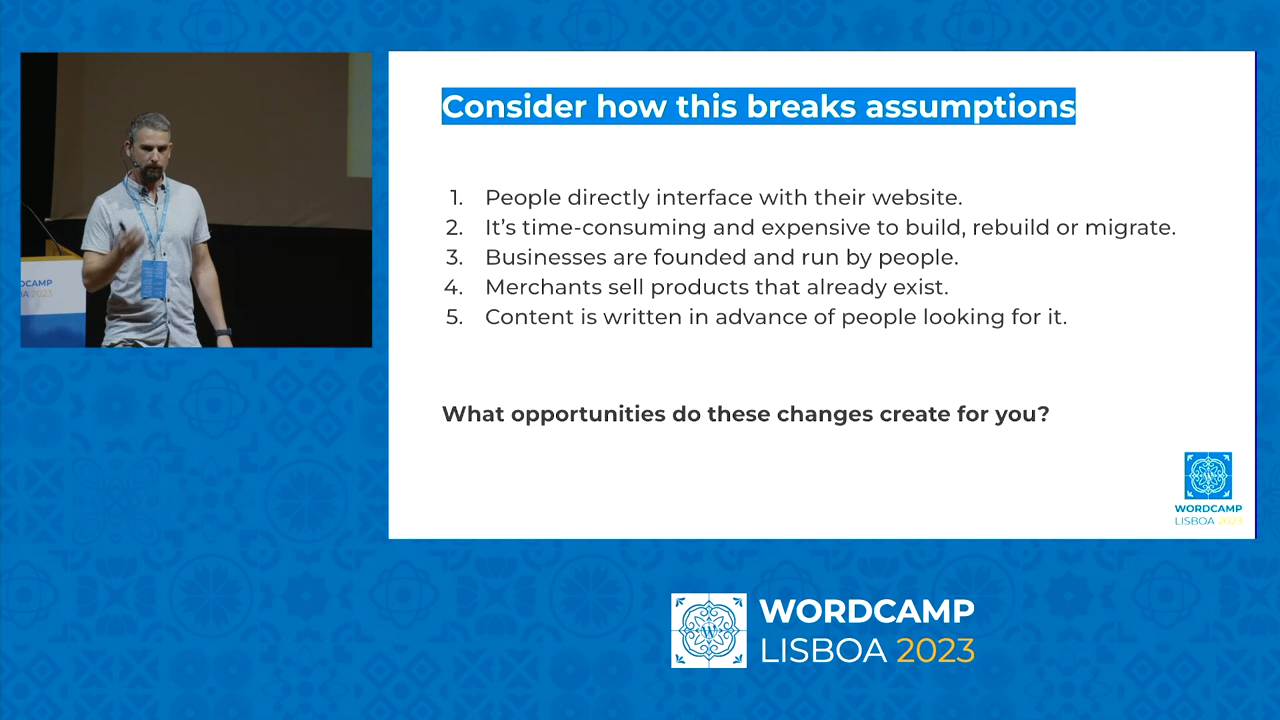 Consider how this breaks assumptions
1. People directly interface with their website.
2. It’s time-consuming and expensive to build, rebuild or migrate.
3. Businesses are founded and run by people.
4. Merchants sell products that already exist.
5. Content is written in advance of people looking for it.
What opportunities do these changes create for you?
WORDCAMP
LISBOA 2023
DCAMP
A 2023
WORDCAMP
LISBOA 2023